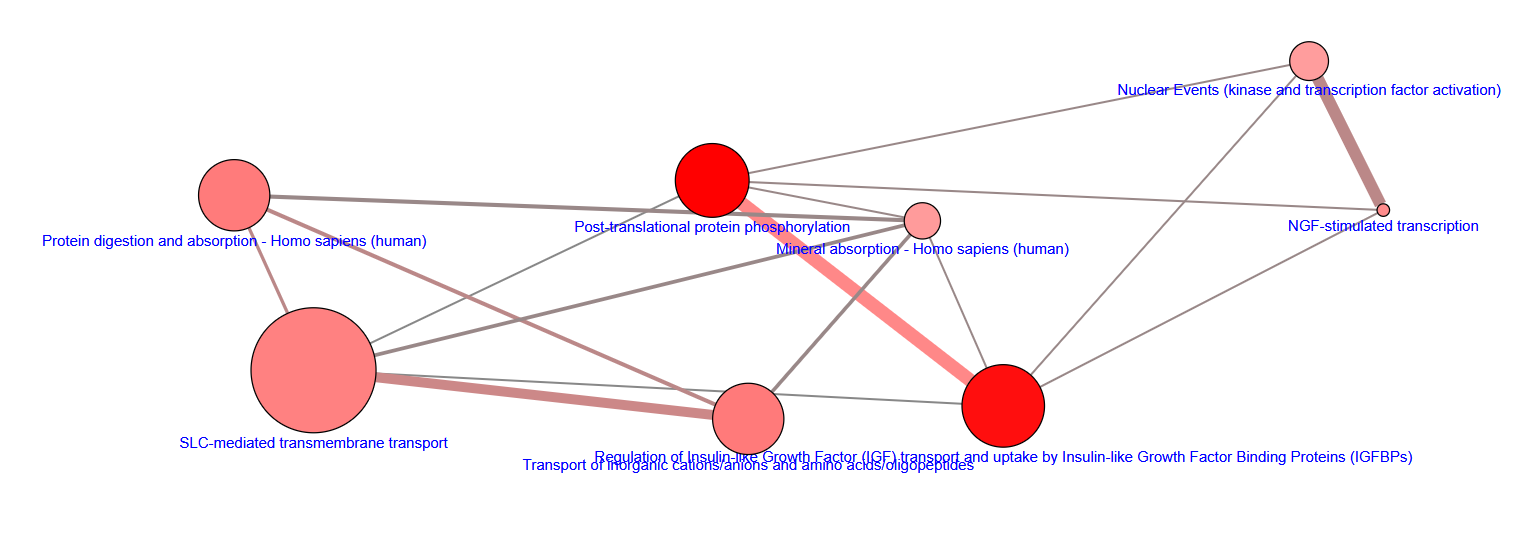 Nuclear Events (kinase and transcription factor activation)
Post-translational protein phosphorylation
NGF-stimulated transcription
Protein digestion and absorption - Homo sapiens (human)
Mineral absorption - Homo sapiens (human)
SLC-mediated transmembrane transport
Regulation of Insulin-like Growth Factor (IGF) transport and uptake by Insulin-like Growth Factor Binding Proteins (IGFBPs)
Transport of inorganic cations/anions and amino acids/oligopeptides